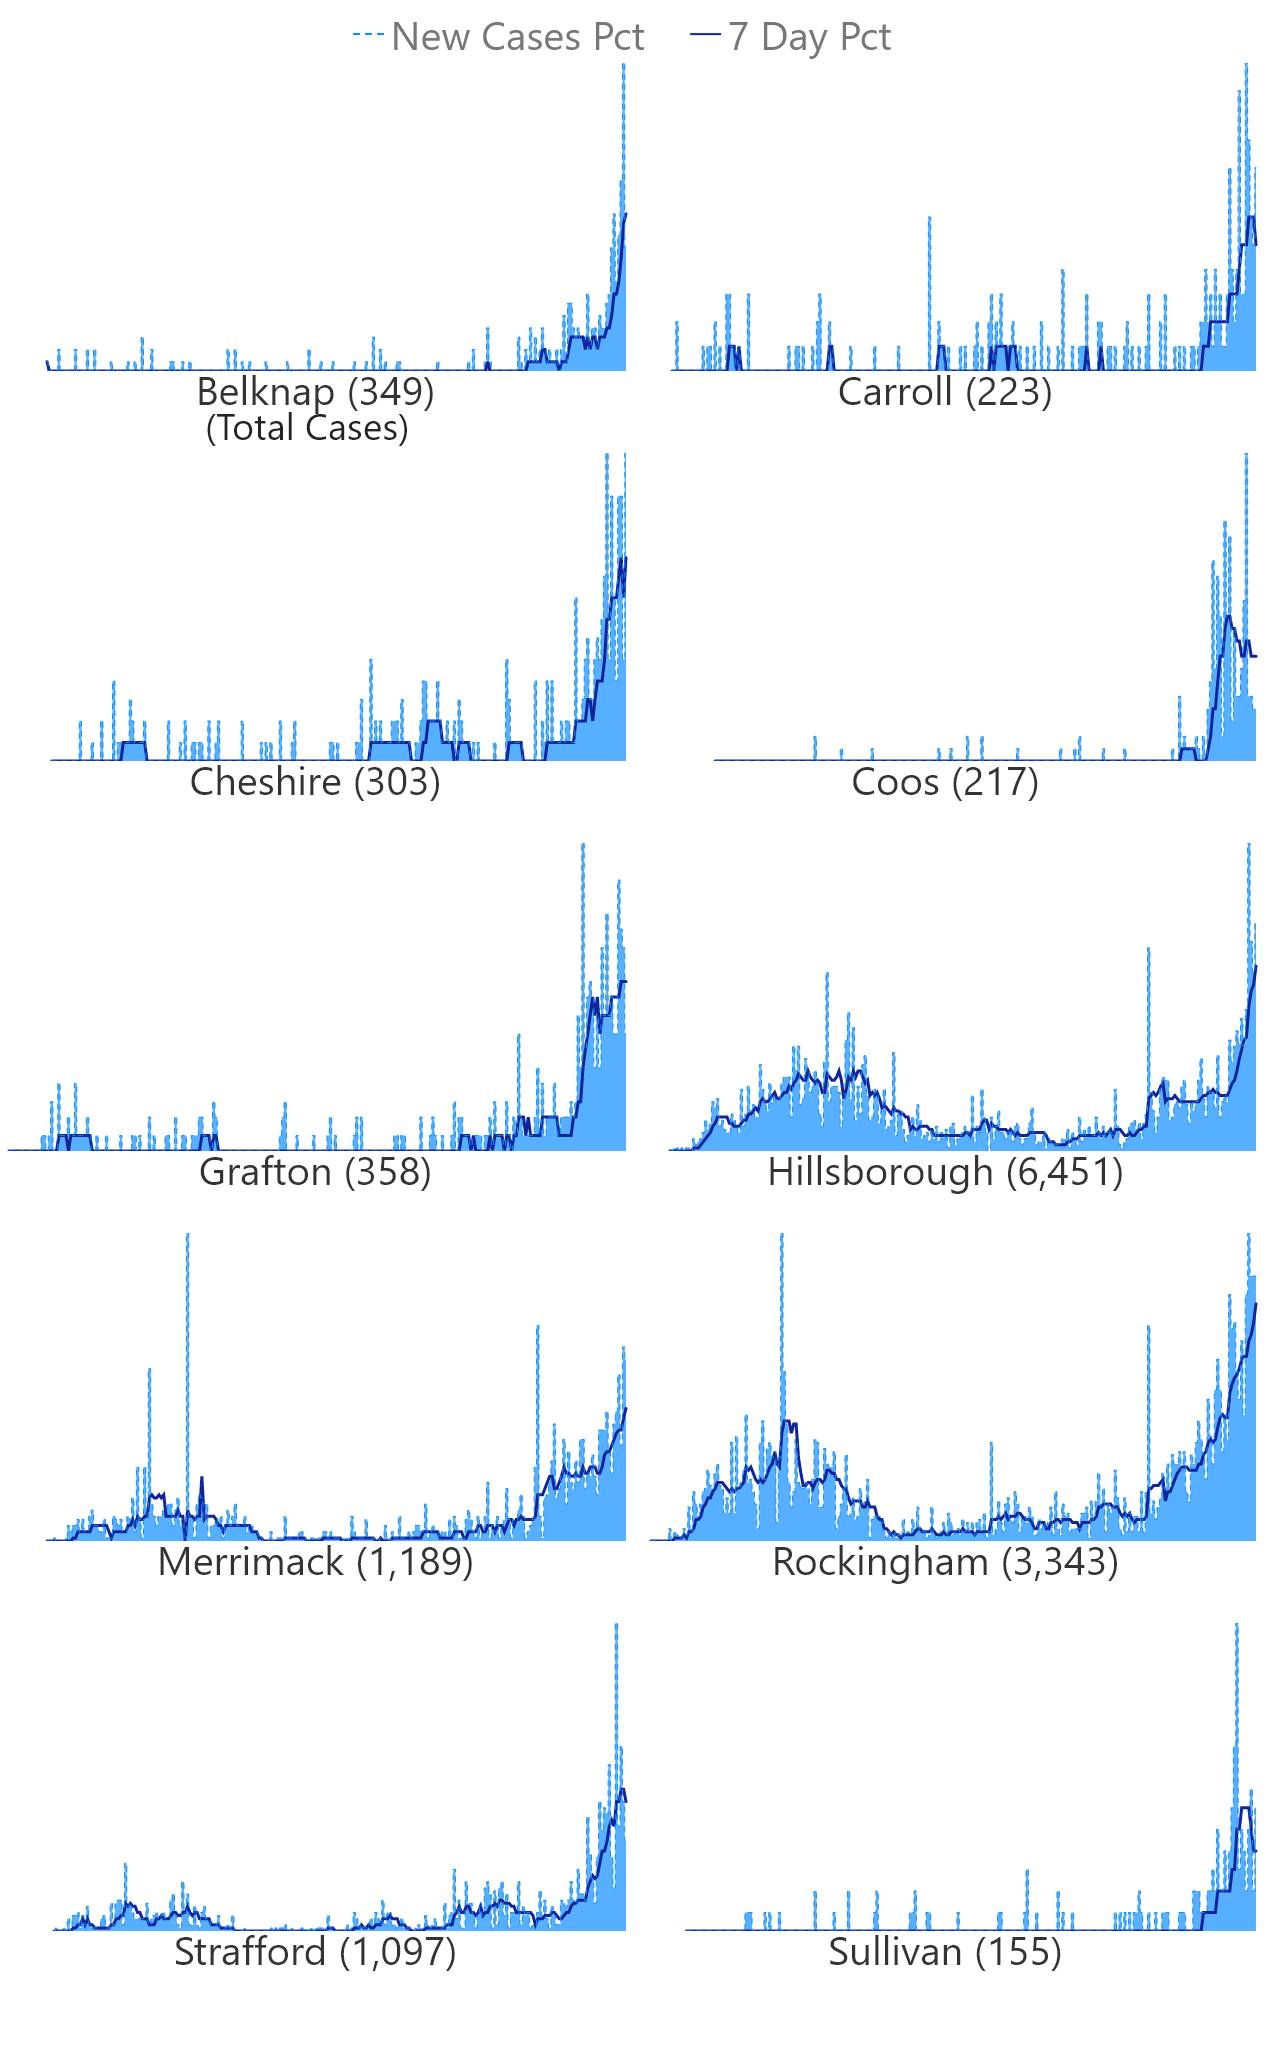 New Cases Pct 7 Day Pct
Belknap (349) Carroll (223)
(Total Cases)
Cheshire (303) Coos (217)
Grafton (358) Hillsborough (6,451)
Merrimack (1,189) Rockingham (3,343)
Strafford (1,097) Sullivan (155)